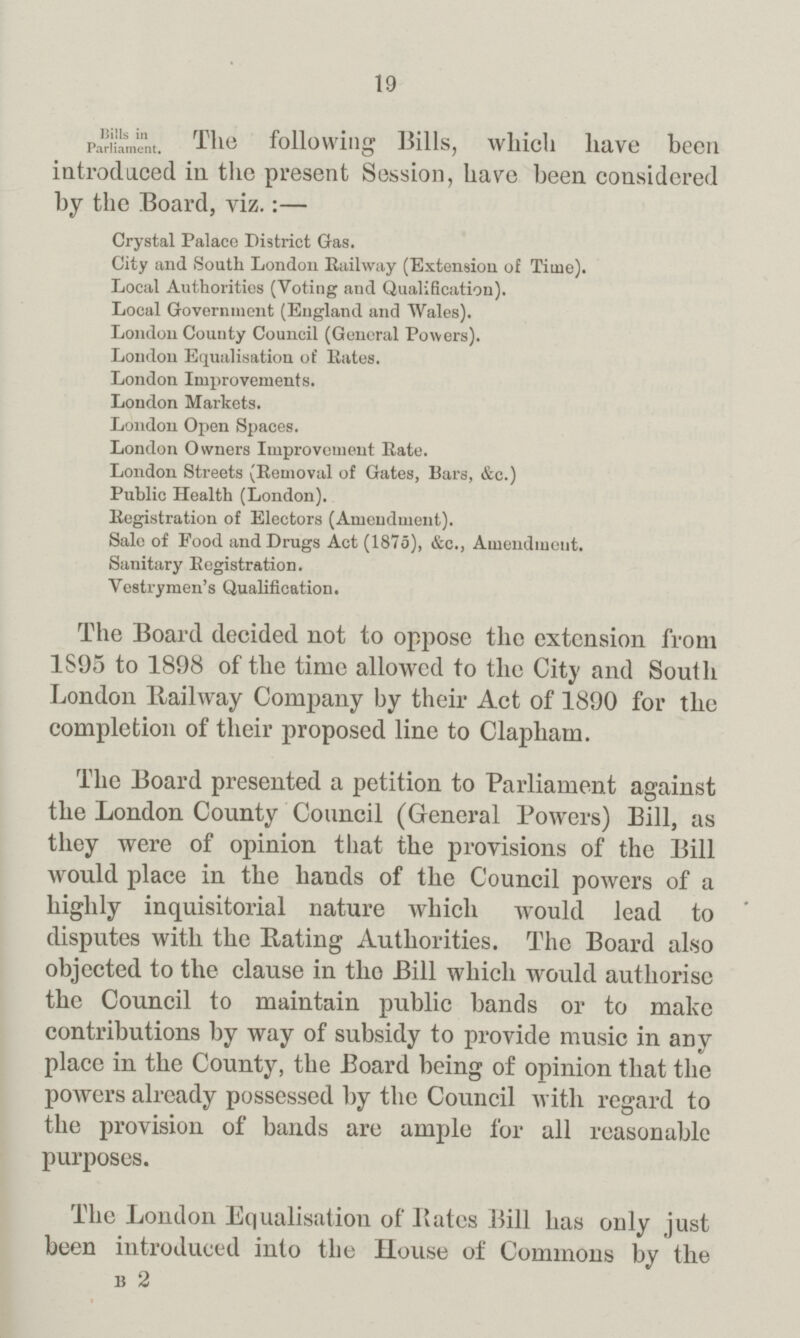 19
Bills in Parliament. The following Bills, which have been
introduced in the present Session, have been considered
by the Board, viz.:—
Crystal Palace District Gas.
City and South London Railway (Extension of Time).
Local Authorities (Voting and Qualification).
Local Government (England and Wales).
London County Council (General Powers).
London Equalisation of Rates.
London Improvements.
London Markets.
London Open Spaces.
London Owners Improvement Rate.
London Streets (Removal of Gates, Bars, &c.)
Public Health (London).
Registration of Electors (Amendment).
Sale of Food and Drugs Act (1875), &c., Amendment.
Sanitary Registration.
Vestrymen's Qualification.
The Board decided not to oppose the extension from
1895 to 1898 of the time allowed to the City and South
London Railway Company by their Act of 1890 for the
completion of their proposed line to Clapham.
The Board presented a petition to Parliament against
the London County Council (General Powers) Bill, as
they were of opinion that the provisions of the Bill
would place in the hands of the Council powers of a
highly inquisitorial nature which would lead to
disputes with the Rating Authorities. The Board also
objected to the clause in the Bill which would authorise
the Council to maintain public bands or to make
contributions by way of subsidy to provide music in any
place in the County, the Board being of opinion that the
powers already possessed by the Council with regard to
the provision of bands are ample for all reasonable
purposes.
The London Equalisation of Rates Bill has only just
been introduced into the House of Commons by the
B 2